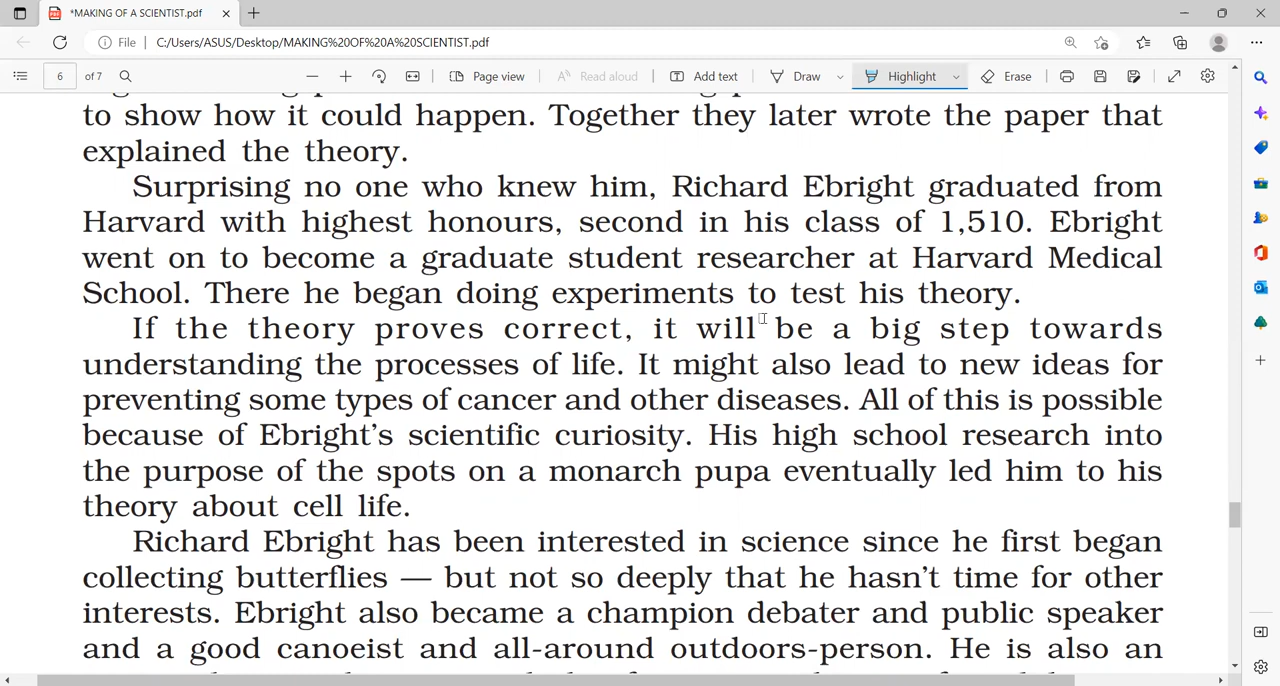 *MAKING OF A SCIENTIST.pdf
File | C:/Users/ASUS/Desktop/MAKING%20OF%20A%20SCIENTIST.pdf
6 of 7 Page view Read aloud Add text Draw Highlight Erase
to show how it could happen. Together they later wrote the paper that
explained the theory.
Surprising no one who knew him, Richard Ebright graduated from
Harvard with highest honours, second in his class of 1,510. Ebright
went on to become a graduate student researcher at Harvard Medical
School. There he began doing experiments to test his theory.
If the theory proves correct, it will be a big step towards
understanding the processes of life. It might also lead to new ideas for
preventing some types of cancer and other diseases. All of this is possible
because of Ebright's scientific curiosity. His high school research into
the purpose of the spots on a monarch pupa eventually led him to his
theory about cell life.
Richard Ebright has been interested in science since he first began
collecting butterflies — but not so deeply that he hasn't time for other
interests. Ebright also became a champion debater and public speaker
and a good canoeist and all-around outdoors-person. He is also an